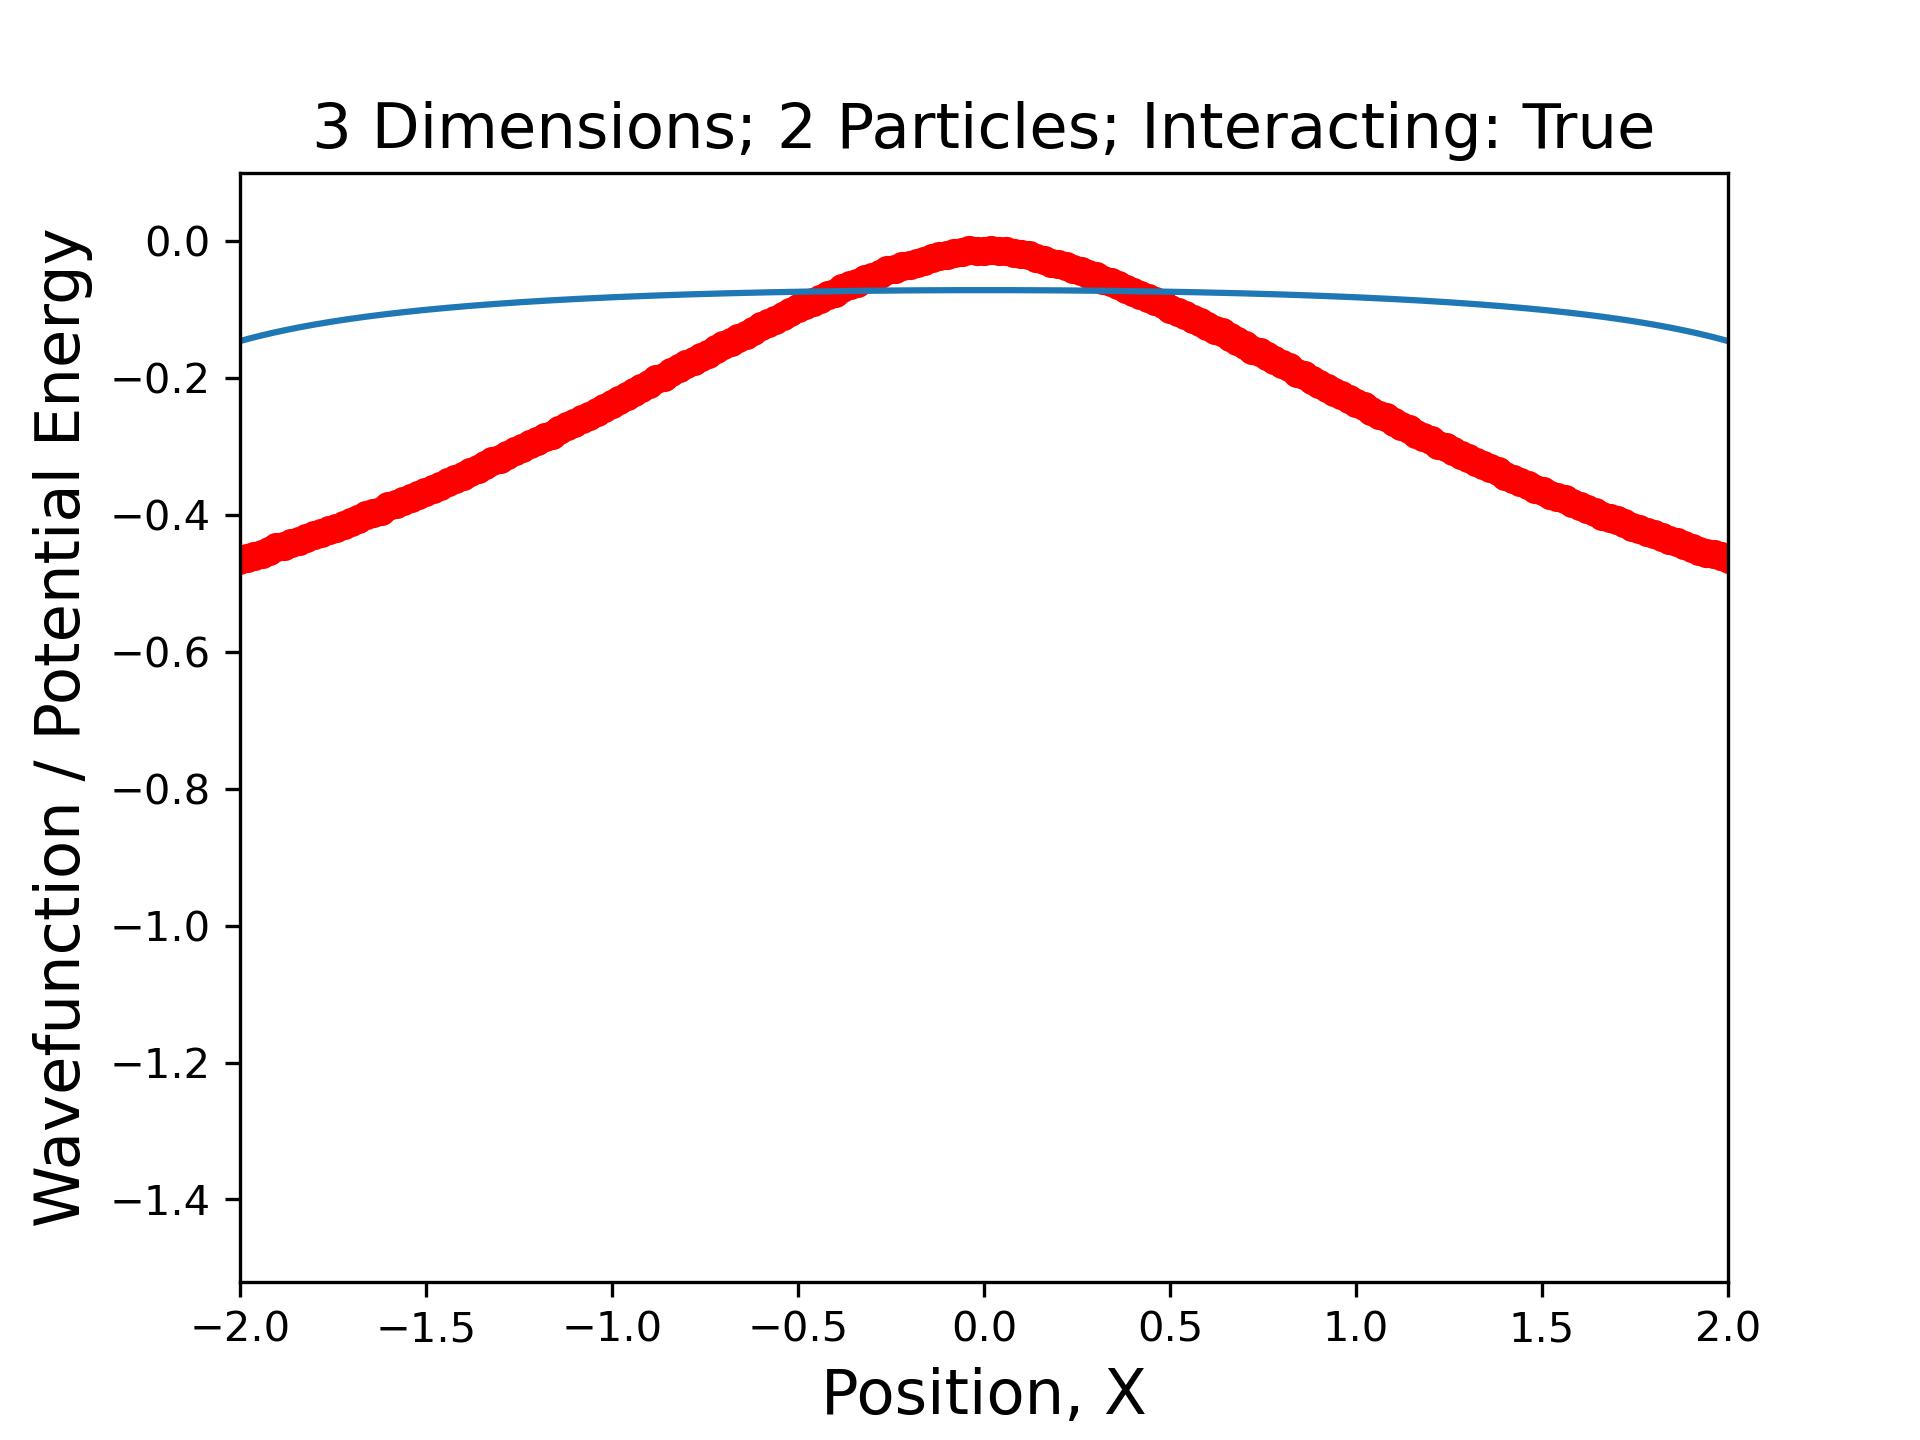 3 Dimensions; 2 Particles; Interacting: True
Wavefunction / Potential Energy
0.0
−0.2
−0.4
−0.6
−0.8
−1.0
−1.2
−1.4
−2.0 −1.5 −1.0 −0.5 0.0 0.5 1.0 1.5 2.0
Position, X